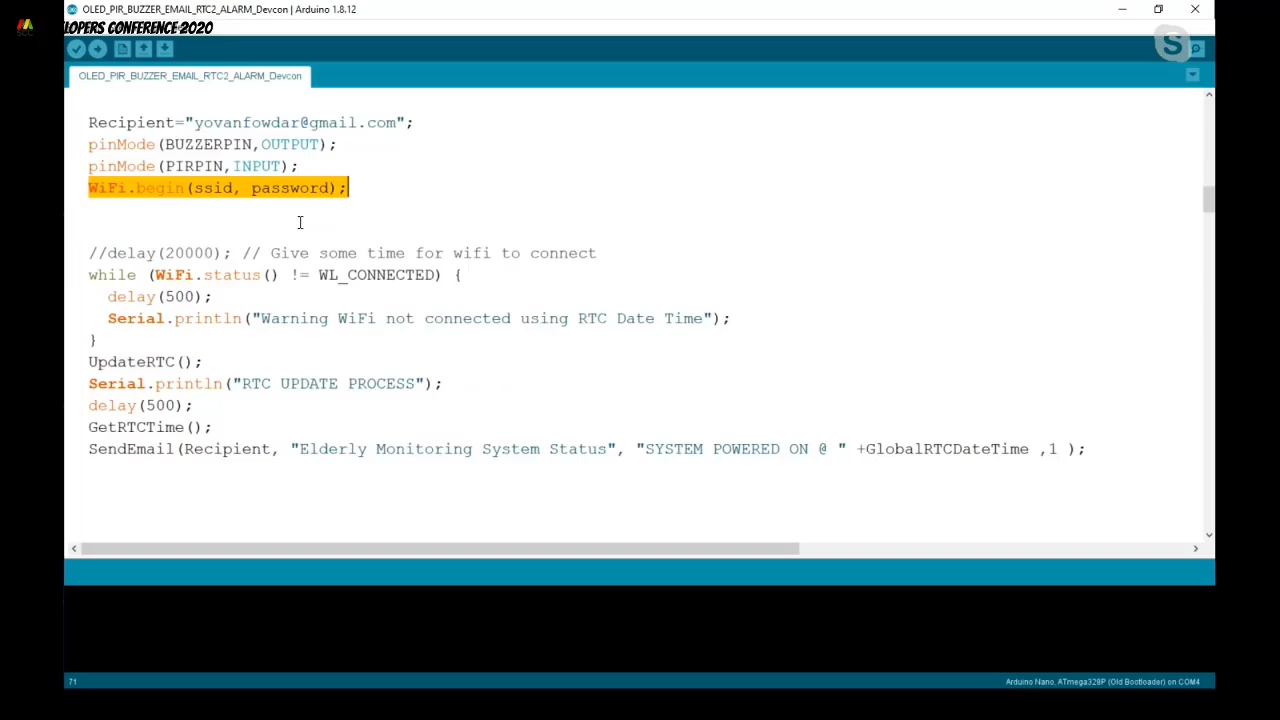 OLED_PIR_BUZZER_EMAIL_RTC2_ALARM_Devcon | Arduino 1.8.12
ELOPERS CONFERENCE 2020
OLED_PIR_BUZZER_EMAIL_RTC2_ALARM_Devcon
Recipient="yovanfowdar@gmail.com";
pinMode(BUZZERPIN,OUTPUT);
pinMode(PIRPIN,INPUT);
WiFi.begin(ssid, password);
//delay(20000); // Give some time for wifi to connect
while (WiFi.status() != WL_CONNECTED) {
delay(500);
Serial.println("Warning WiFi not connected using RTC Date Time");
}
UpdateRTC();
Serial.println("RTC UPDATE PROCESS");
delay(500);
GetRTCTime();
SendEmail(Recipient, "Elderly Monitoring System Status", "SYSTEM POWERED ON @ " +GlobalRTCDateTime ,1 );
71
Arduino Nano, ATmega328P (Old Bootloader) on COM4